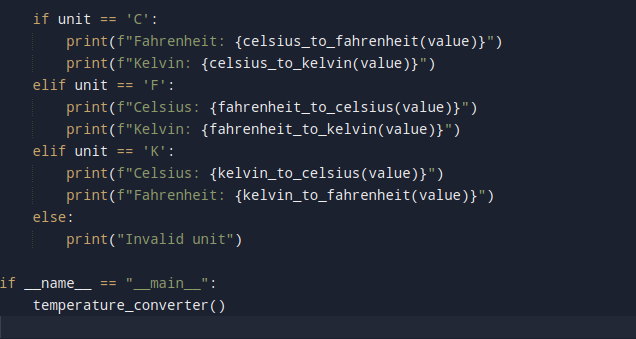 if unit == 'C':
print(f"Fahrenheit: {celsius_to_fahrenheit(value)}")
print(f"Kelvin: {celsius_to_kelvin(value)}")
elif unit == 'F':
print(f"Celsius: {fahrenheit_to_celsius(value)}")
print(f"Kelvin: {fahrenheit_to_kelvin(value)}")
elif unit == 'K':
print(f"Celsius: {kelvin_to_celsius(value)}")
print(f"Fahrenheit: {kelvin_to_fahrenheit(value)}")
else:
print("Invalid unit")
if __name__ == "__main__":
temperature_converter()